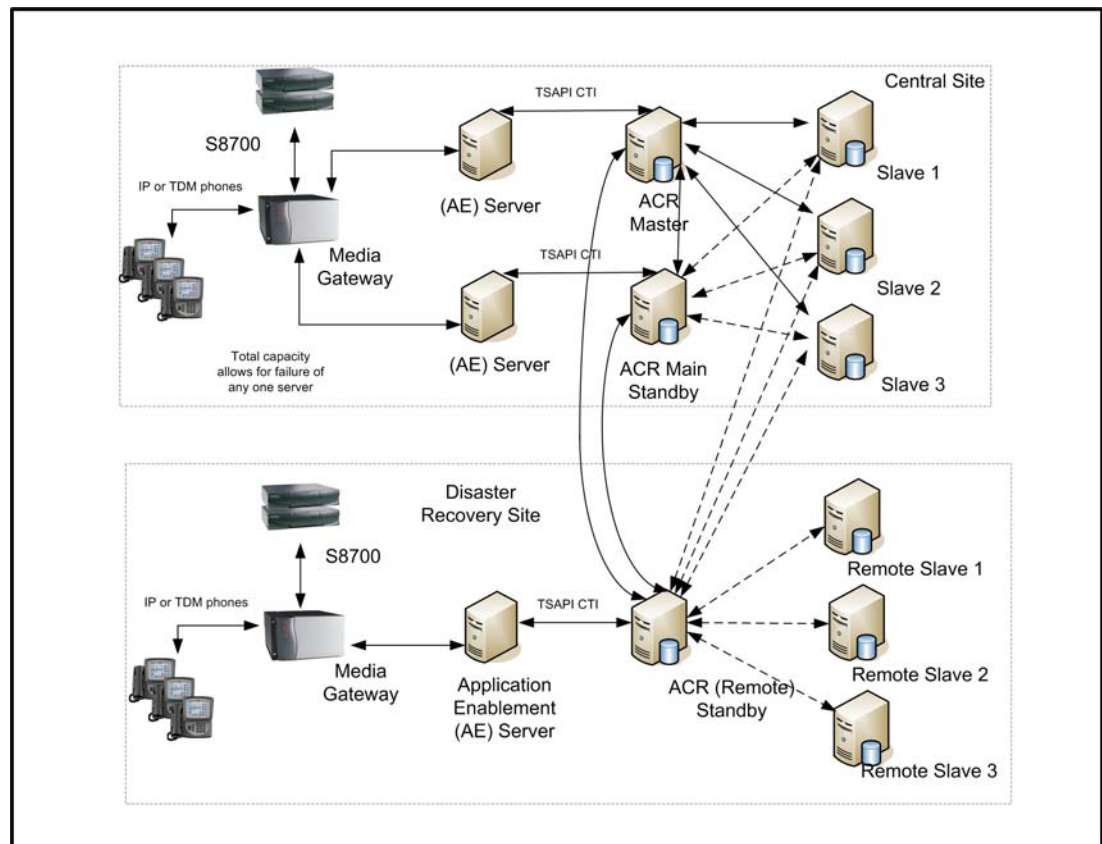 Central Site
TSAPI CTI
S8700
Slave 1
IP or TDM phones
(AE) Server
ACR
Master
Media
Gateway
Slave 2
TSAPI CTI
Total capacity
allows for failure of
any one server
(AE) Server
ACR Main
Standby
Slave 3
Disaster
Recovery Site
S8700
Remote Slave 1
IP or TDM phones
TSAPI CTI
Media
Gateway
Application
Enablement
(AE) Server
ACR (Remote)
Standby
Remote Slave 2
Remote Slave 3